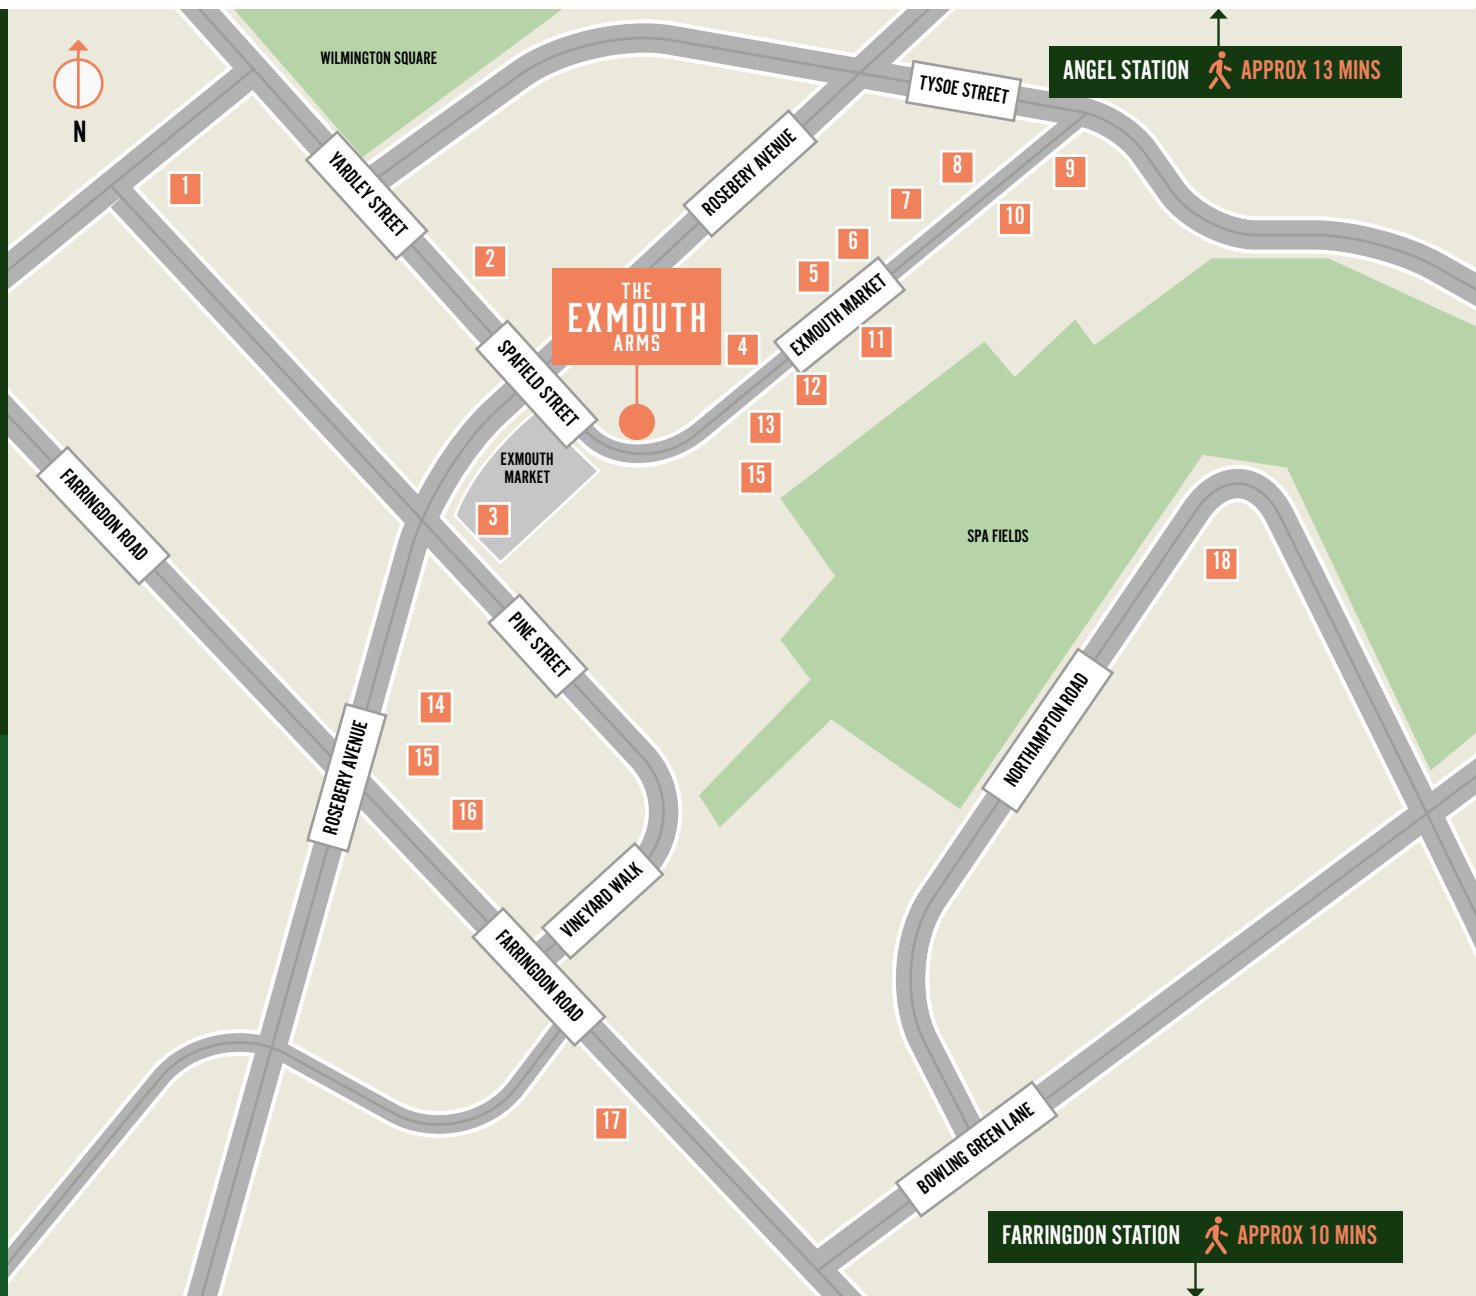 WILMINGTON SQUARE
ANGEL STATION APPROX 13 MINS
TYSOE STREET
N
YARDLEY STREET
ROSEBERY AVENUE
1
8
9
7
10
2
6
5
THE
EXMOUTH
ARMS
EXMOUTH MARKET
4
11
SPAFIELD STREET
12
13
EXMOUTH
MARKET
15
3
FARRINGDON ROAD
SPA FIELDS
18
PINE STREET
14
NORTHAMPTON ROAD
15
ROSEBERY AVENUE
16
VINEYARD WALK
FARRINGDON ROAD
17
BOWLING GREEN LANE
FARRINGDON STATION APPROX 10 MINS